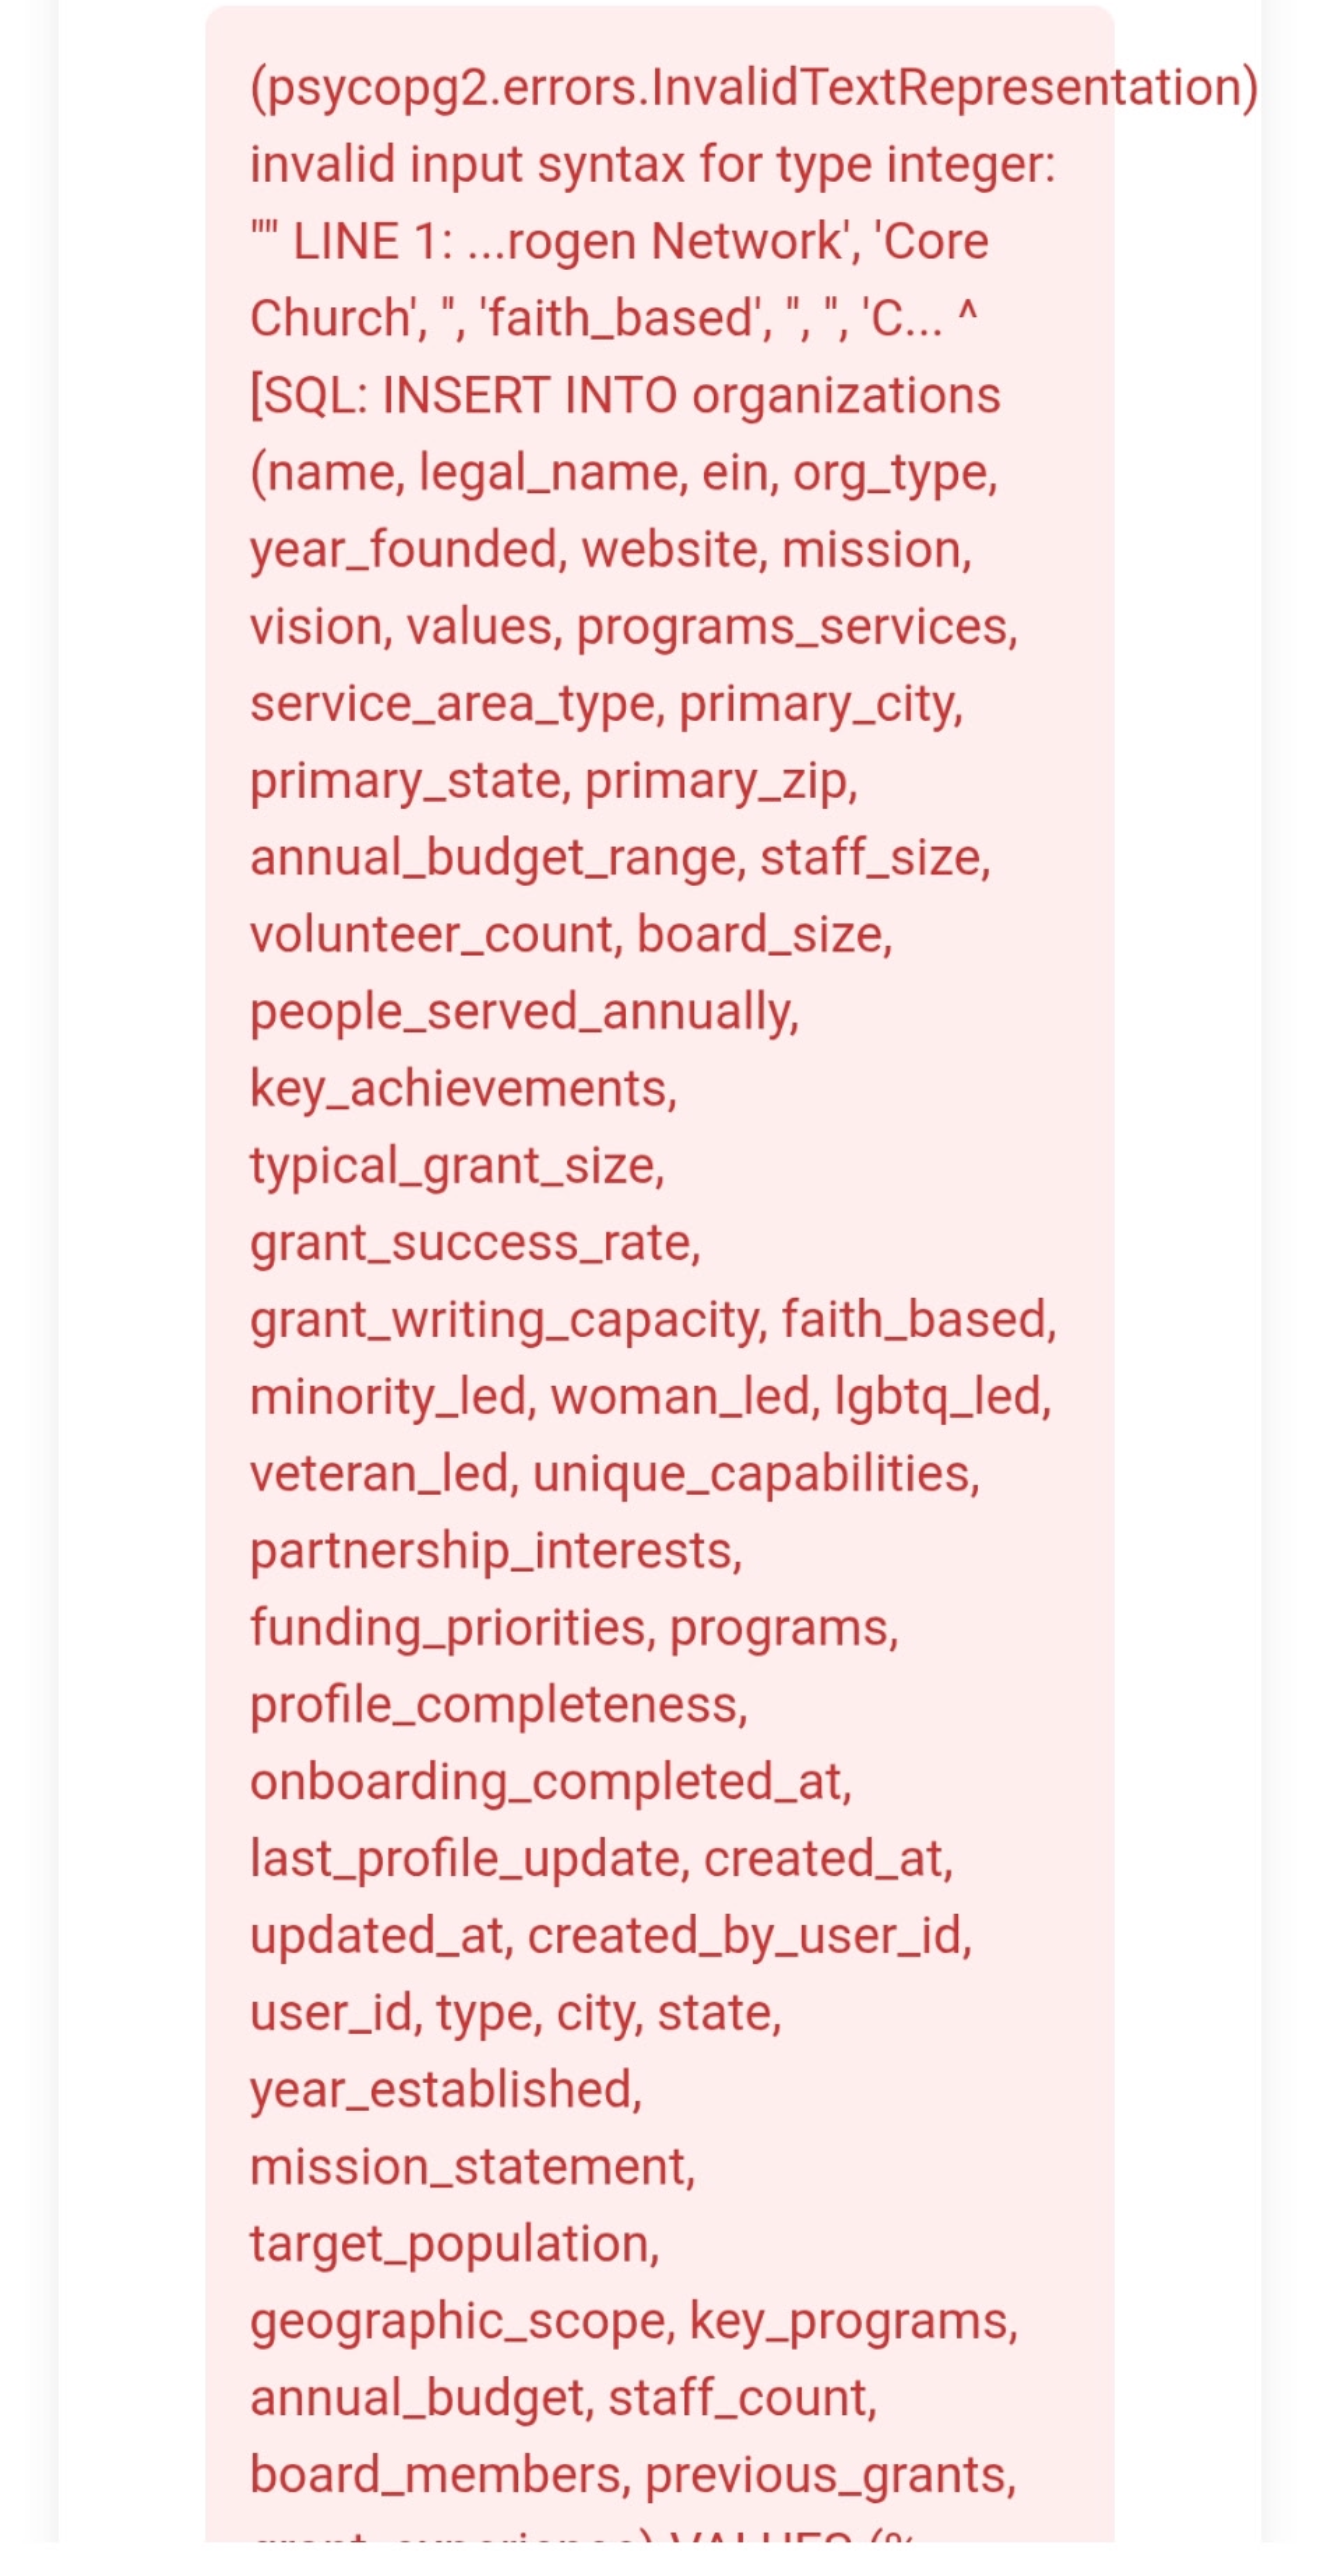 (psycopg2.errors.InvalidTextRepresentation)
invalid input syntax for type integer:
"" LINE 1: ...rogen Network', 'Core
Church', '', 'faith_based', '', '', 'C... ^
[SQL: INSERT INTO organizations
(name, legal_name, ein, org_type,
year_founded, website, mission,
vision, values, programs_services,
service_area_type, primary_city,
primary_state, primary_zip,
annual_budget_range, staff_size,
volunteer_count, board_size,
people_served_annually,
key_achievements,
typical_grant_size,
grant_success_rate,
grant_writing_capacity, faith_based,
minority_led, woman_led, lgbtq_led,
veteran_led, unique_capabilities,
partnership_interests,
funding_priorities, programs,
profile_completeness,
onboarding_completed_at,
last_profile_update, created_at,
updated_at, created_by_user_id,
user_id, type, city, state,
year_established,
mission_statement,
target_population,
geographic_scope, key_programs,
annual_budget, staff_count,
board_members, previous_grants,
grant_experience) VALUES (%